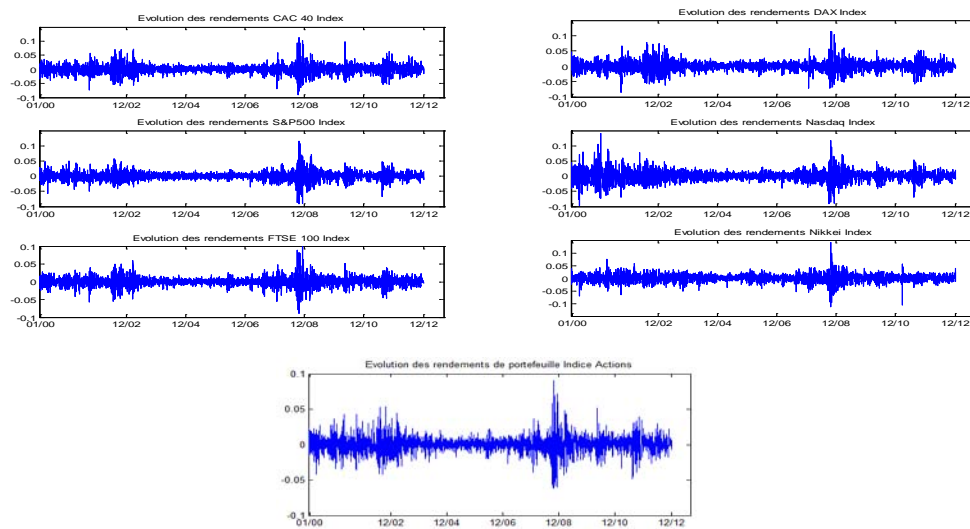 Evolution des rendements CAC 40 Index
0.1
0.05
0
-0.05
-0.1
01/00 12/02 12/04 12/06 12/08 12/10 12/12
Evolution des rendements DAX Index
0.1
0.05
0
-0.05
-0.1
01/00 12/02 12/04 12/06 12/08 12/10 12/12
Evolution des rendements S&P500 Index
0.1
0.05
0
-0.05
-0.1
01/00 12/02 12/04 12/06 12/08 12/10 12/12
Evolution des rendements Nasdaq Index
0.1
0.05
0
-0.05
-0.1
01/00 12/02 12/04 12/06 12/08 12/10 12/12
Evolution des rendements FTSE 100 Index
0.1
0.05
0
-0.05
-0.1
01/00 12/02 12/04 12/06 12/08 12/10 12/12
Evolution des rendements Nikkei Index
0.1
0.05
0
-0.05
-0.1
01/00 12/02 12/04 12/06 12/08 12/10 12/12
Evolution des rendements de portefeuille Indice Actions
0.1
0.05
0
-0.05
-0.1
01/00 12/02 12/04 12/06 12/08 12/10 12/12